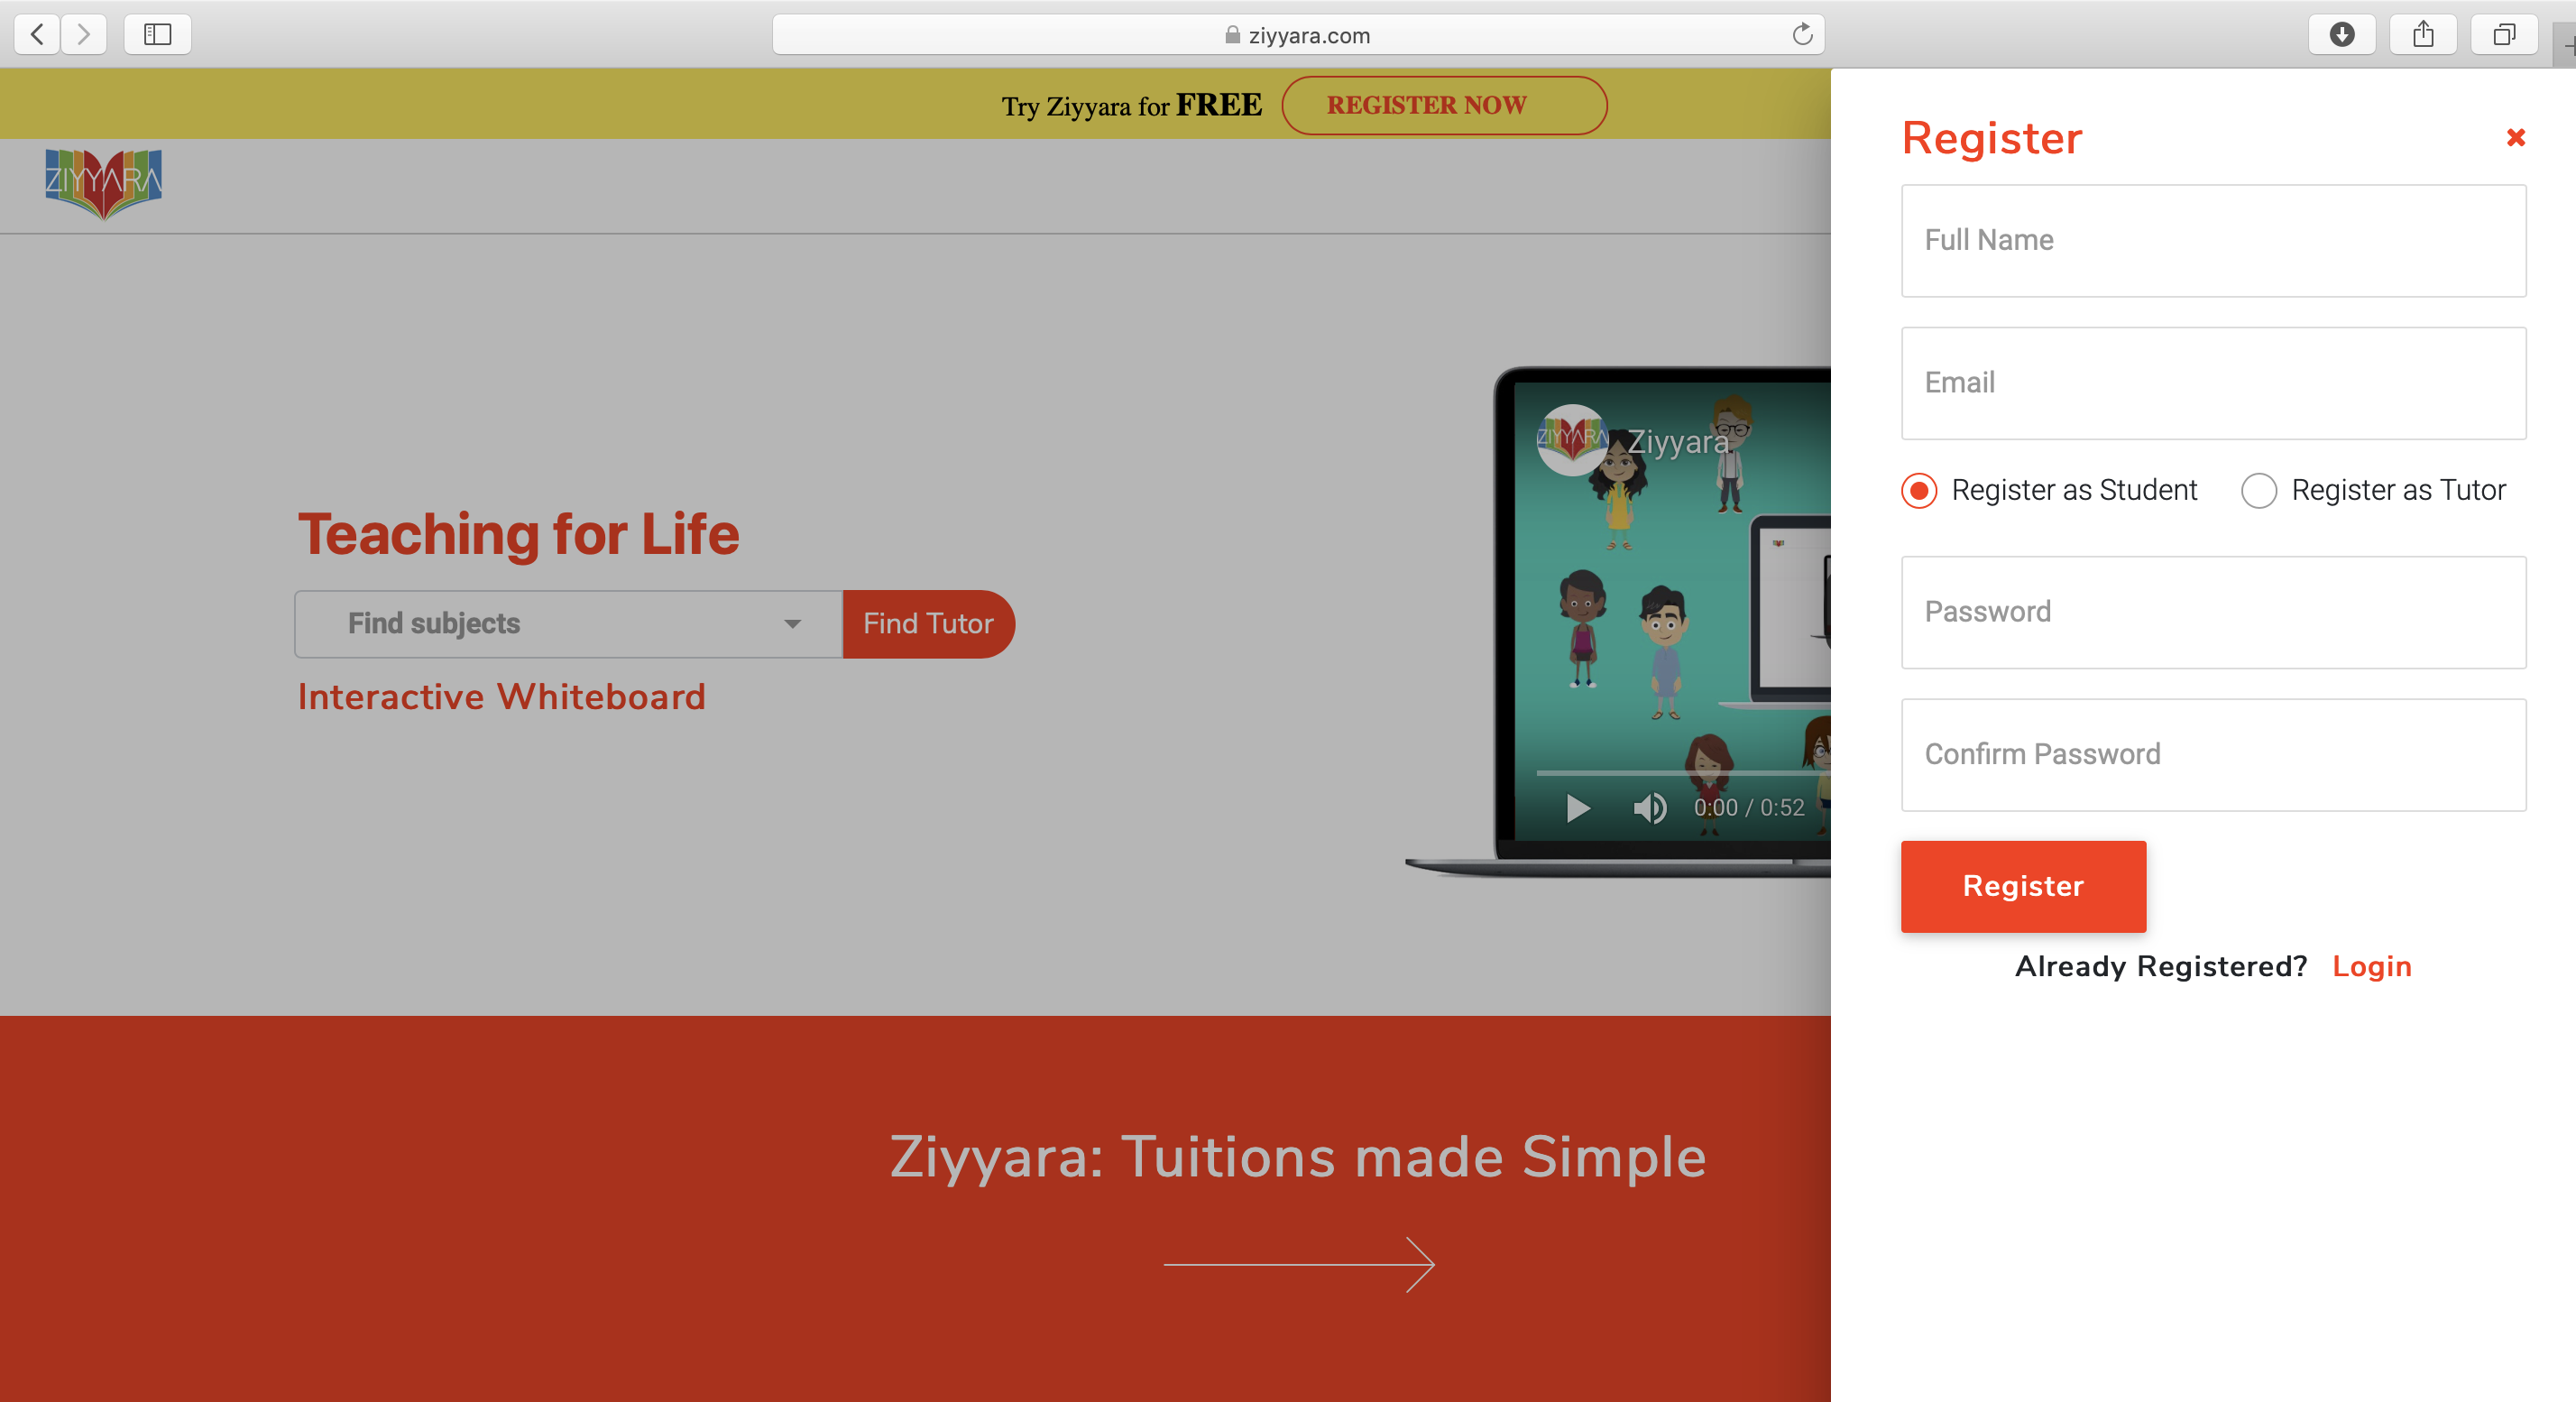 ziyyara.com
Try Ziyyara for FREE
REGISTER NOW
ZIYYARA
Teaching for Life
Find subjects
Find Tutor
Interactive Whiteboard
ZIYYARA
Ziyyara
0:00 / 0:52
Ziyyara: Tuitions made Simple
Register
Full Name
Email
Register as Student
Register as Tutor
Password
Confirm Password
Register
Already Registered? Login